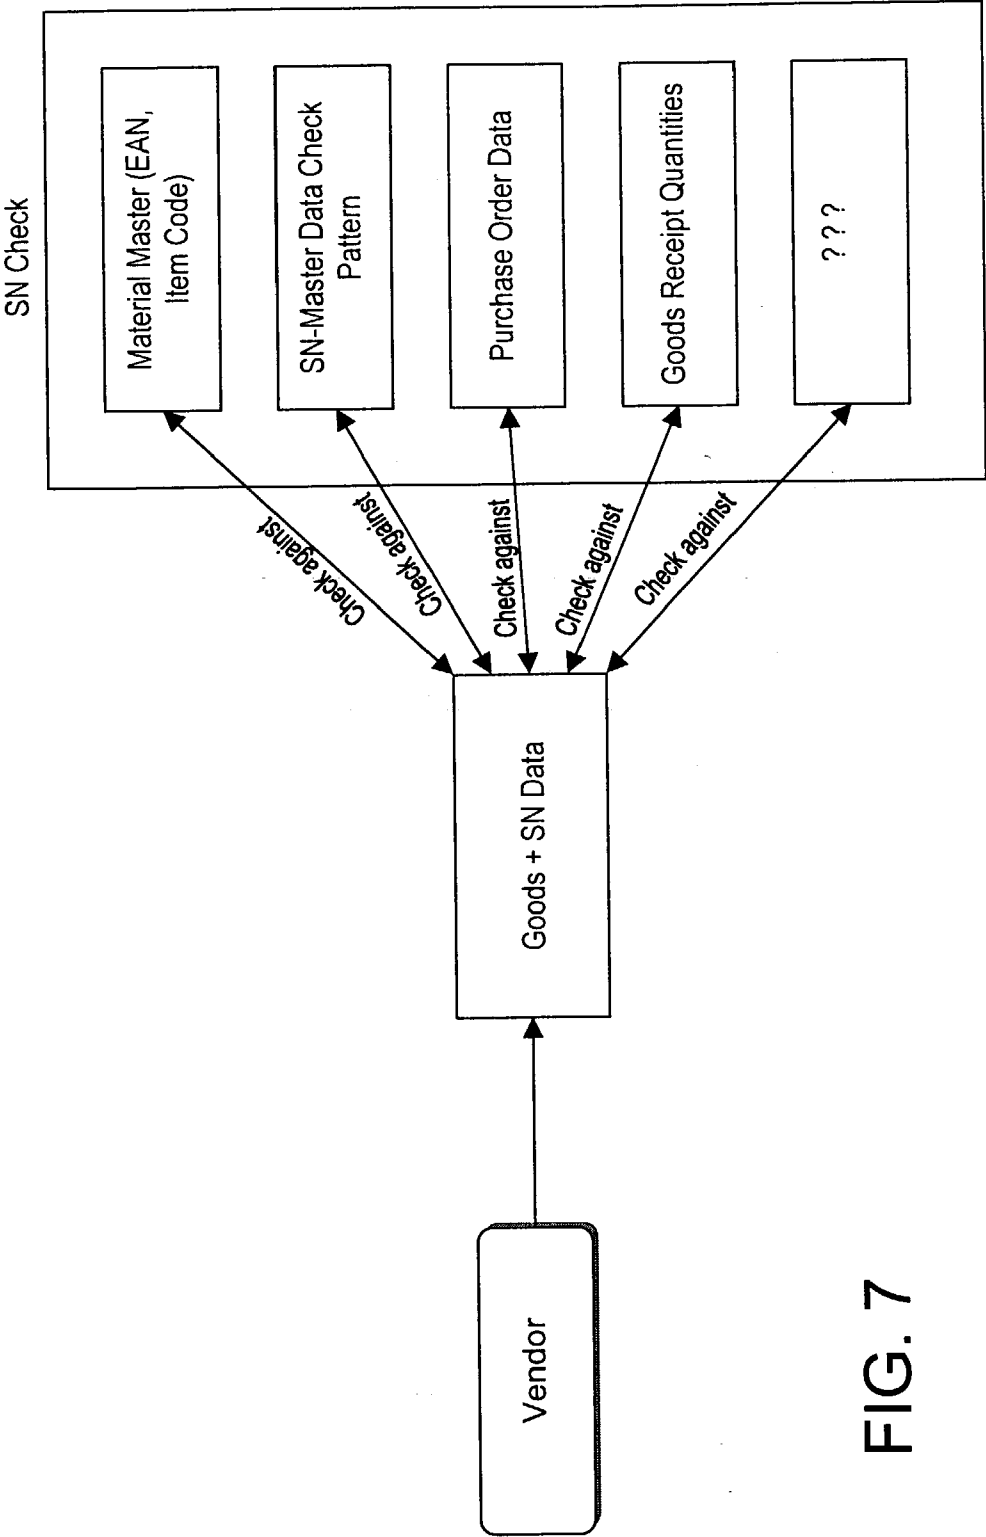 SN Check
Material Master (EAN,
Item Code)
SN-Master Data Check
Pattern
Purchase Order Data
Goods Receipt Quantities
? ? ?
Check against
Check against
Check against
Check against
Check against
Goods + SN Data
Vendor
FIG. 7